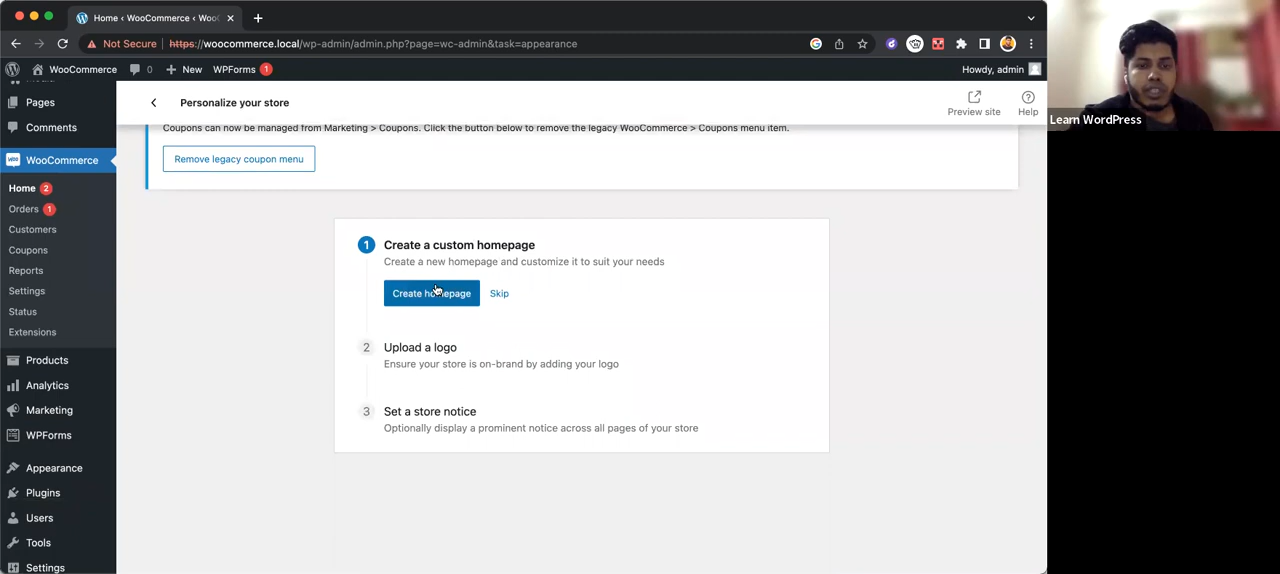 Home ‹ WooCommerce ‹ Woo
Not Secure
https://woocommerce.local/wp-admin/admin.php?page=wc-admin&task=appearance
WooCommerce
0
New
WPForms 1
Howdy, admin
Pages
Comments
WooCommerce
Home 2
Orders 1
Customers
Coupons
Reports
Settings
Status
Extensions
Products
Analytics
Marketing
WPForms
Appearance
Plugins
Users
Tools
Settings
Personalize your store
Preview site
Help
Coupons can now be managed from Marketing > Coupons. Click the button below to remove the legacy WooCommerce > Coupons menu item.
Remove legacy coupon menu
1
Create a custom homepage
Create a new homepage and customize it to suit your needs
Create homepage
Skip
2
Upload a logo
Ensure your store is on-brand by adding your logo
3
Set a store notice
Optionally display a prominent notice across all pages of your store
Learn WordPress